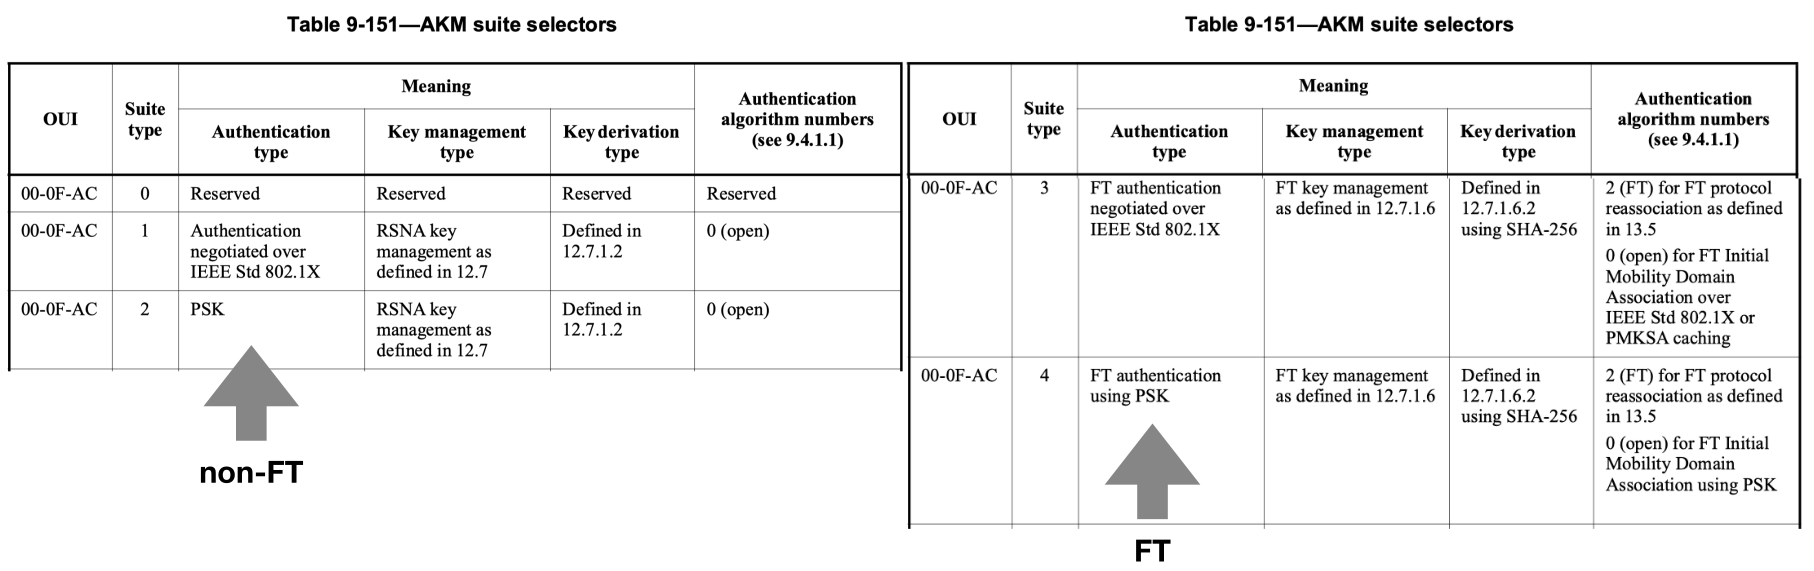 Table 9-151—AKM suite selectors
OUI
Suite
type
Meaning
Authentication
type
Key management
type
Key derivation
type
Authentication
algorithm numbers
(see 9.4.1.1)
00-0F-AC
0
Reserved
Reserved
Reserved
Reserved
00-0F-AC
1
Authentication
negotiated over
IEEE Std 802.1X
RSNA key
management as
defined in 12.7
Defined in
12.7.1.2
0 (open)
00-0F-AC
2
PSK
RSNA key
management as
defined in 12.7
Defined in
12.7.1.2
0 (open)
non-FT
Table 9-151—AKM suite selectors
OUI
Suite
type
Meaning
Authentication
type
Key management
type
Key derivation
type
Authentication
algorithm numbers
(see 9.4.1.1)
00-0F-AC
3
FT authentication
negotiated over
IEEE Std 802.1X
FT key management
as defined in 12.7.1.6
Defined in
12.7.1.6.2
using SHA-256
2 (FT) for FT protocol
reassociation as defined
in 13.5
0 (open) for FT Initial
Mobility Domain
Association over
IEEE Std 802.1X or
PMKSA caching
00-0F-AC
4
FT authentication
using PSK
FT key management
as defined in 12.7.1.6
Defined in
12.7.1.6.2
using SHA-256
2 (FT) for FT protocol
reassociation as defined
in 13.5
0 (open) for FT Initial
Mobility Domain
Association using PSK
FT